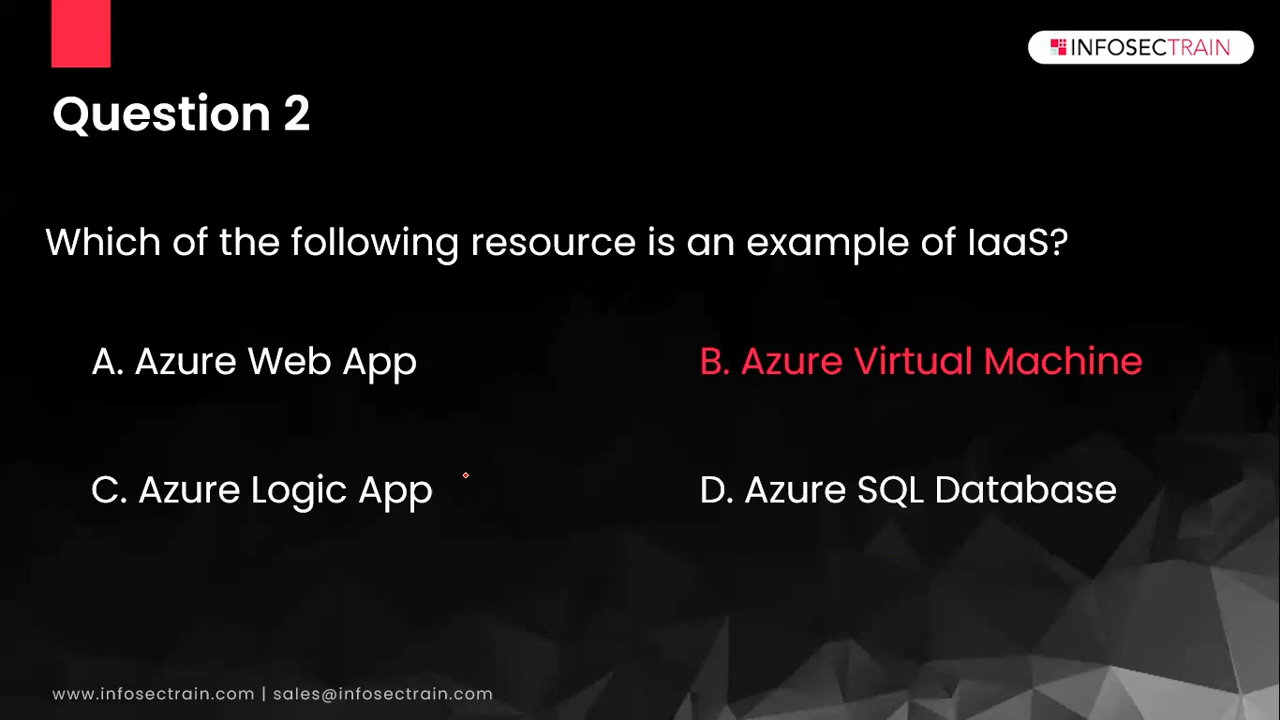 INFOSECTRAIN
Question 2
Which of the following resource is an example of IaaS?
A. Azure Web App
B. Azure Virtual Machine
C. Azure Logic App
D. Azure SQL Database
www.infosectrain.com | sales@infosectrain.com